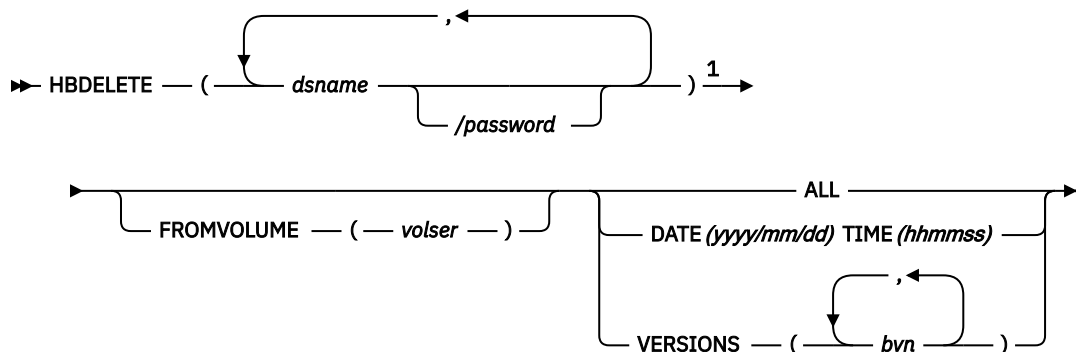 ,
HBDELETE ( dsname ) 1
/password
ALL
FROMVOLUME ( volser )
DATE (yyyy/mm/dd) TIME (hhmmss)
,
VERSIONS ( bvn )